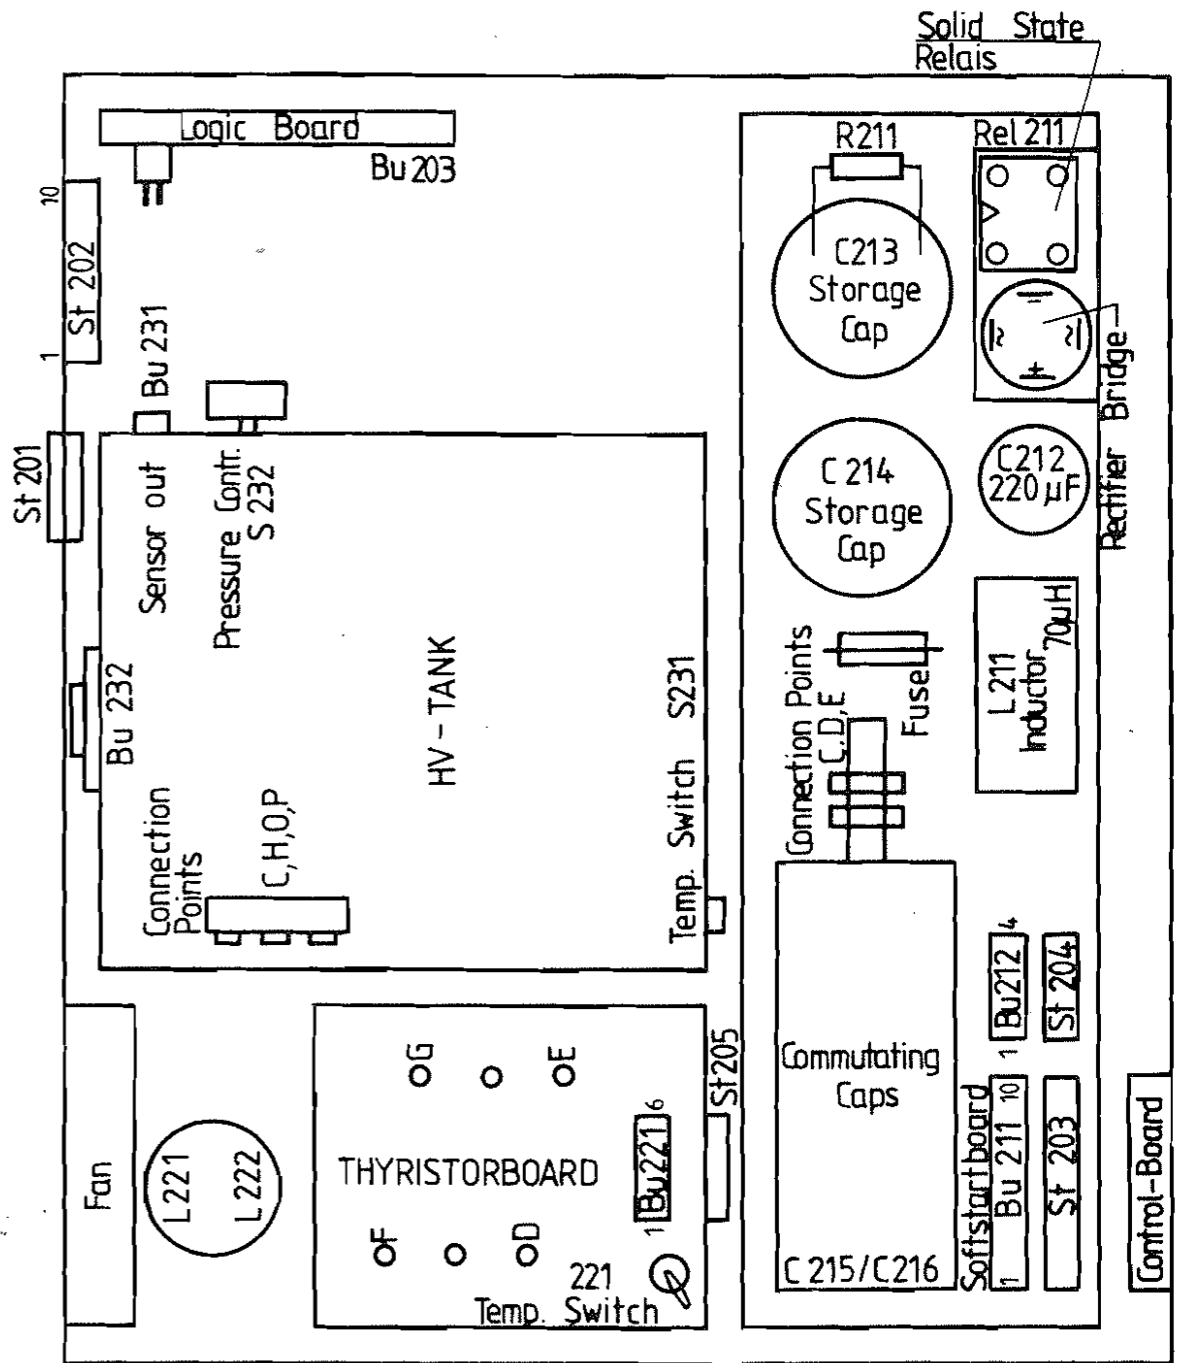 Solid State
Relais
Logic Board
Bu 203
R211
Rel 211
10
St 202
1
Bu 231
C213
Storage
Cap
~
~
+
Rectifier Bridge
St 201
Sensor out
Pressure Contr.
S 232
C 214
Storage
Cap
C212
220 µF
Bu 232
HV - TANK
Temp. Switch S231
Connection Points
C,D,E
Fuse
L 211
Inductor
70µH
Connection
Points
C,H,O,P
Commutating
Caps
C 215/C216
1 Bu212 4
St 204
Fan
L221
L222
G
E
THYRISTORBOARD
F
D
1 Bu221 6
St205
221
Temp. Switch
Softstartboard
1 Bu 211 10
St 203
Control-Board